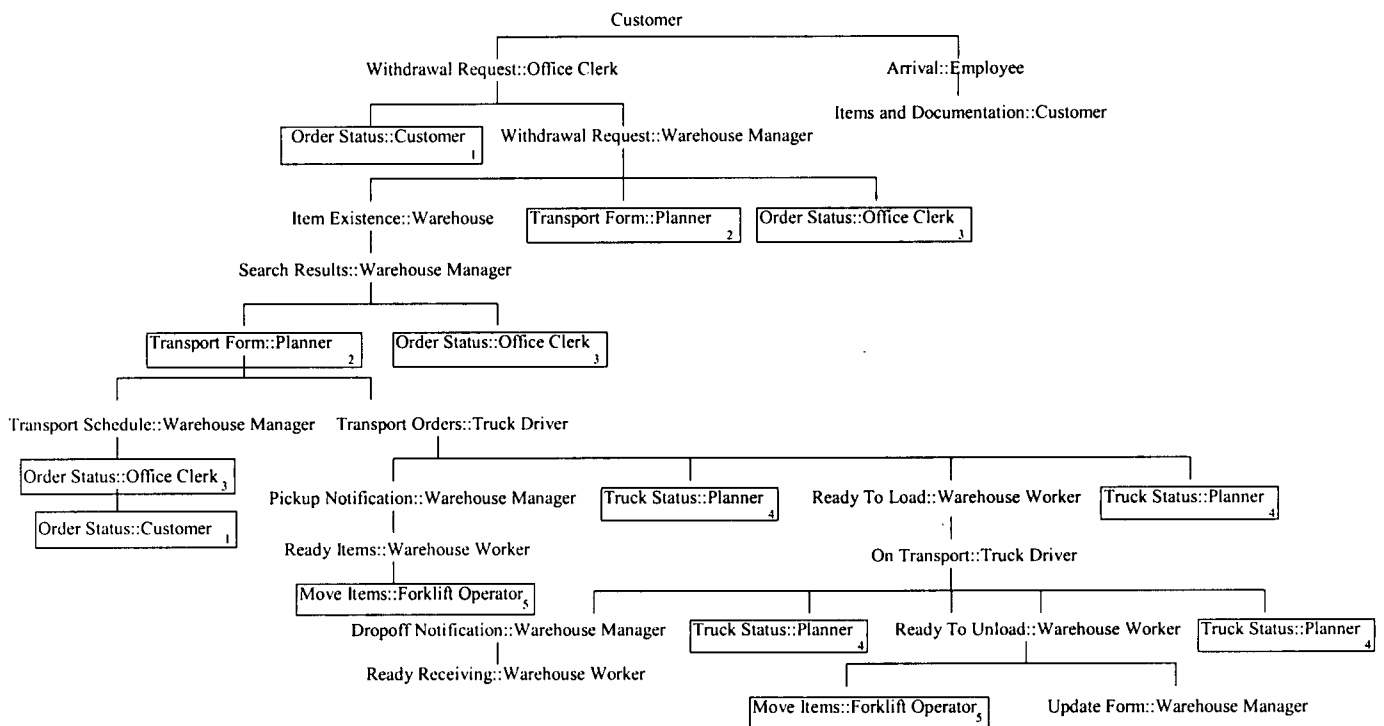 Customer
Withdrawal Request::Office Clerk
Arrival::Employee
Items and Documentation::Customer
Order Status::Customer
1
Withdrawal Request::Warehouse Manager
Item Existence::Warehouse
Transport Form::Planner
2
Order Status::Office Clerk
3
Search Results::Warehouse Manager
Transport Form::Planner
2
Order Status::Office Clerk
3
Transport Schedule::Warehouse Manager
Transport Orders::Truck Driver
Order Status::Office Clerk
3
Pickup Notification::Warehouse Manager
Truck Status::Planner
4
Ready To Load::Warehouse Worker
Truck Status::Planner
4
Order Status::Customer
1
Ready Items::Warehouse Worker
On Transport::Truck Driver
Move Items::Forklift Operator
5
Dropoff Notification::Warehouse Manager
Truck Status::Planner
4
Ready To Unload::Warehouse Worker
Truck Status::Planner
4
Ready Receiving::Warehouse Worker
Move Items::Forklift Operator
5
Update Form::Warehouse Manager